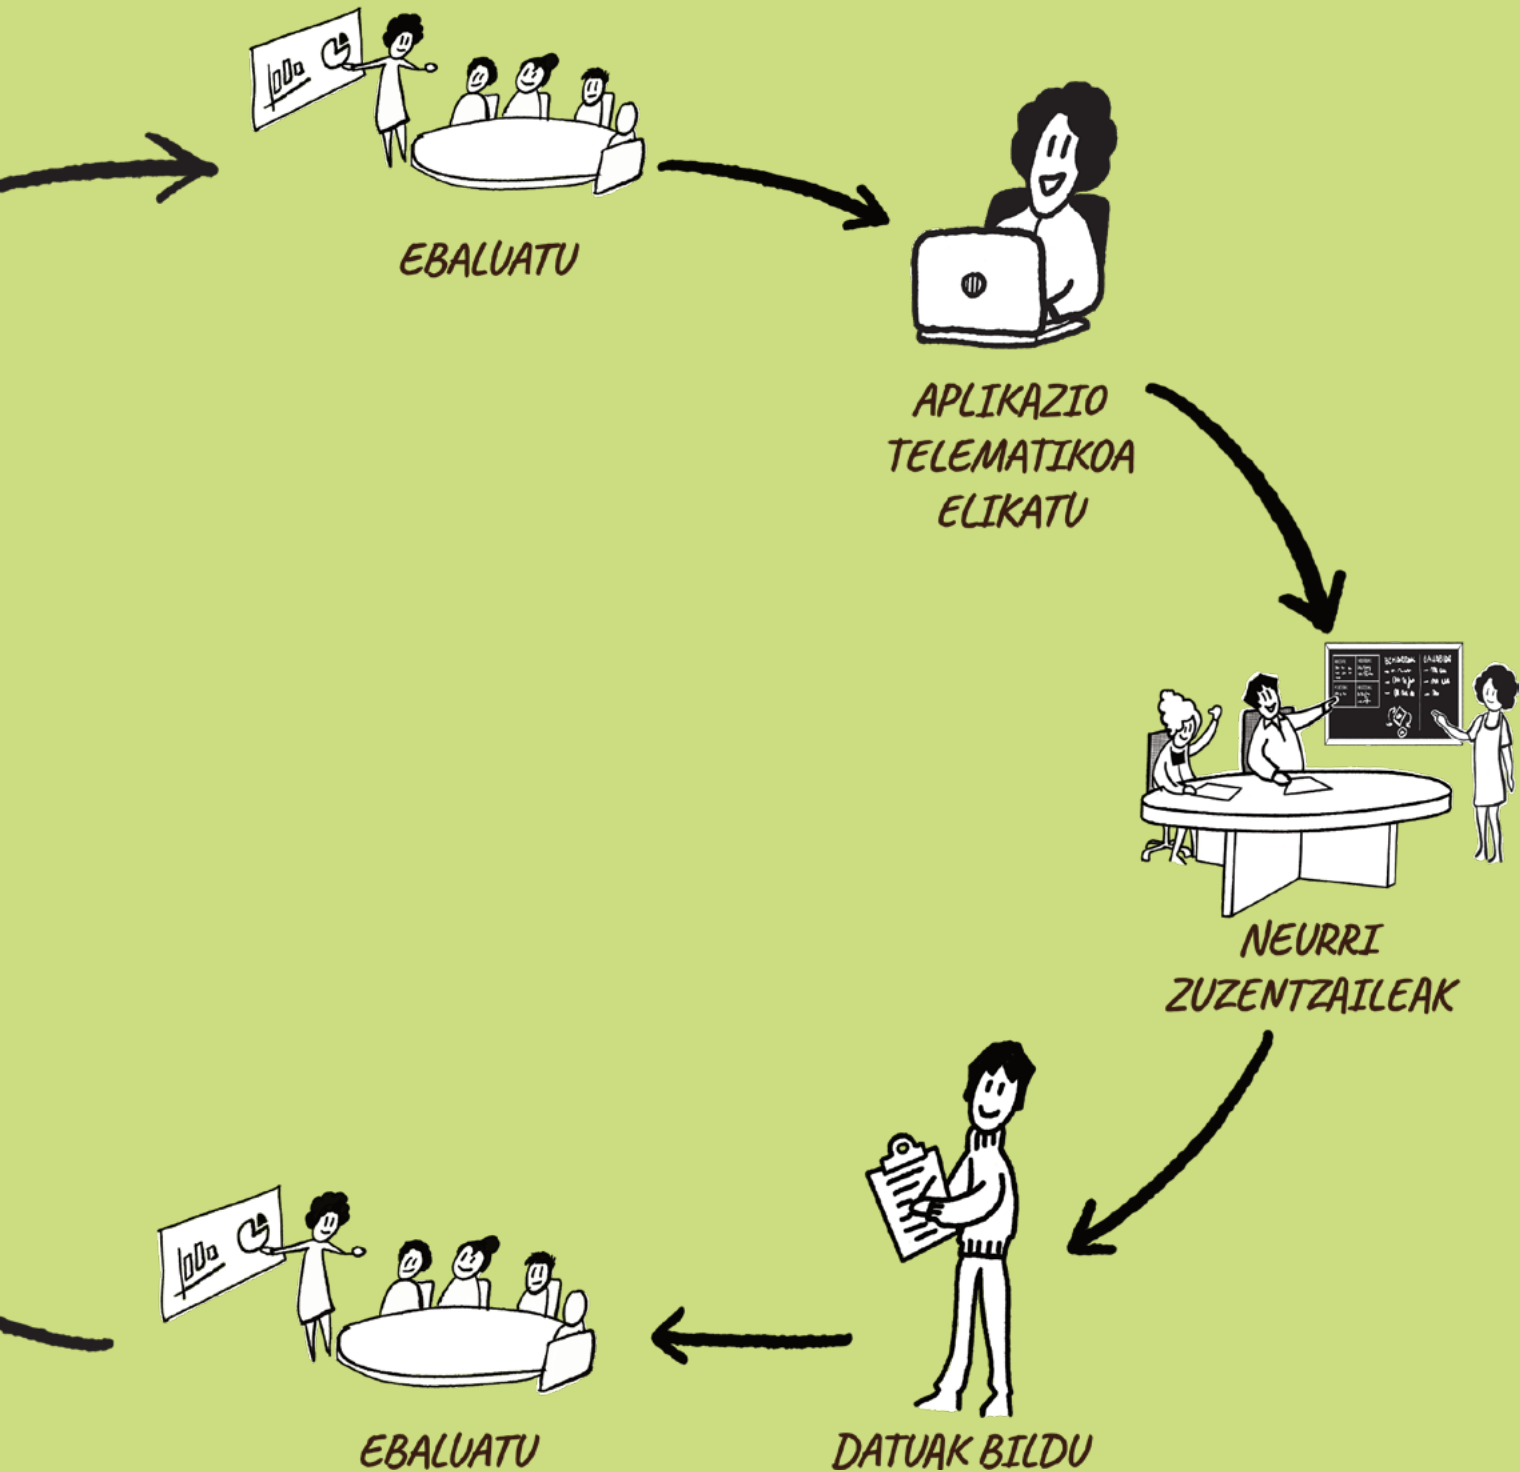 EBALUATU
APLIKAZIO
TELEMATIKOA
ELIKATU
NEURRI
ZUZENTZAILEAK
DATUAK BILDU
EBALUATU